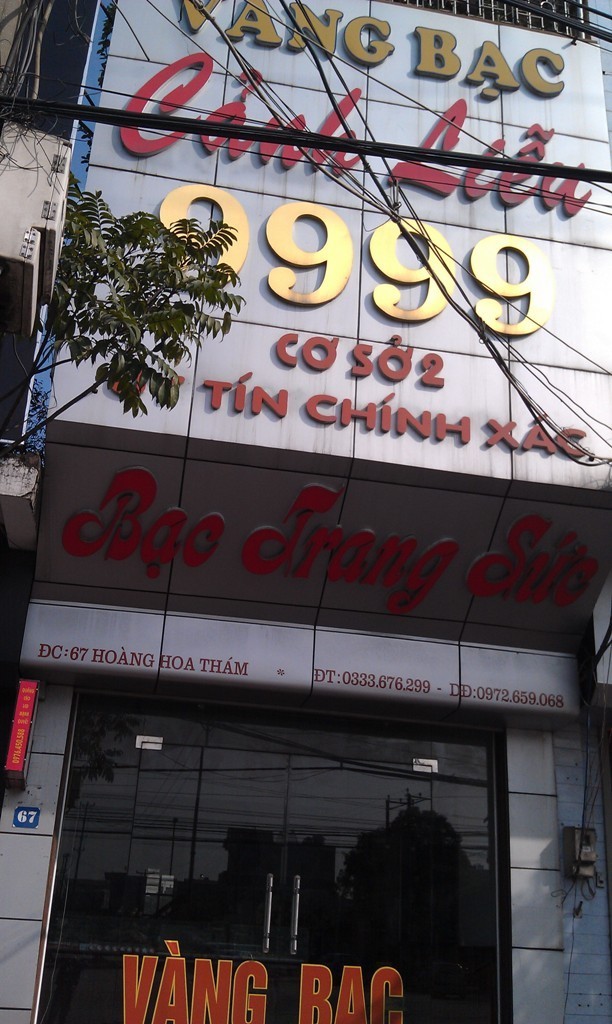 VÀNG BẠC
Cảnh Liễu
9999
CƠ SỞ 2
TÍN CHÍNH XÁC
Bạc Trang Sức
ĐC:67 HOÀNG HOA THÁM * ĐT:0333.676.299 - DĐ:0972.659.068
67
VÀNG BẠC